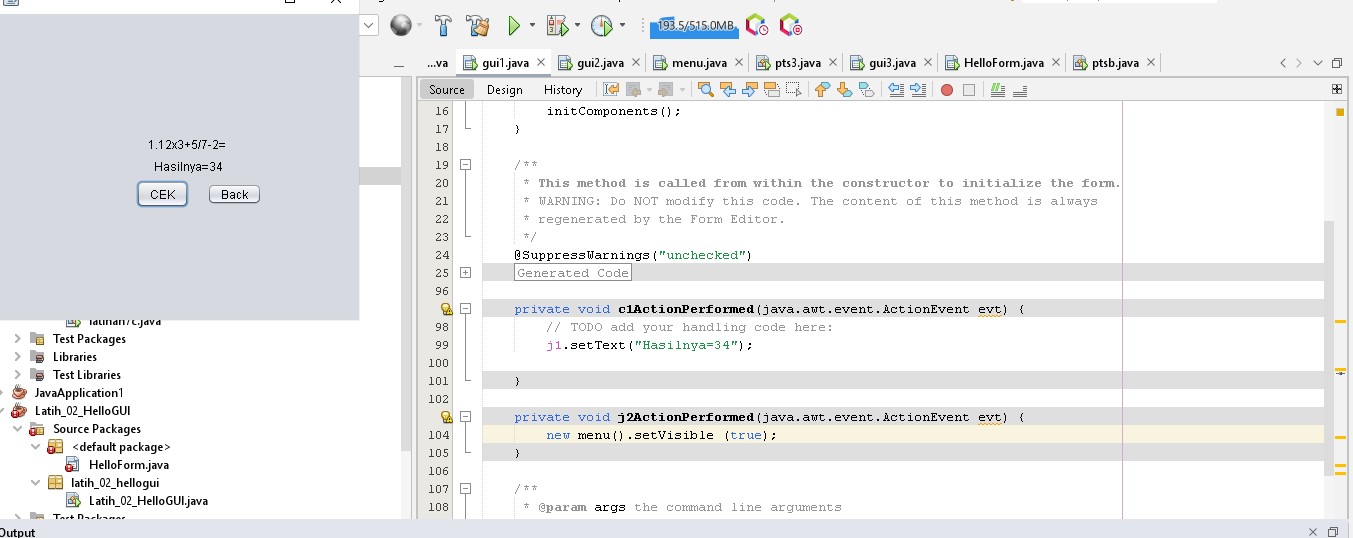 193.5/515.0MB
...va gui1.java gui2.java menu.java pts3.java gui3.java HelloForm.java ptsb.java
Source Design History
1.12x3+5/7-2=
Hasilnya=34
CEK Back
16 initComponents();
17 }
18
19 /**
20 * This method is called from within the constructor to initialize the form.
21 * WARNING: Do NOT modify this code. The content of this method is always
22 * regenerated by the Form Editor.
23 */
24 @SuppressWarnings("unchecked")
25 Generated Code
96
private void c1ActionPerformed(java.awt.event.ActionEvent evt) {
98 // TODO add your handling code here:
99 j1.setText("Hasilnya=34");
100
101 }
102
private void j2ActionPerformed(java.awt.event.ActionEvent evt) {
104 new menu().setVisible (true);
105 }
106
107 /**
108 * @param args the command line arguments
latihan7c.java
Test Packages
Libraries
Test Libraries
JavaApplication1
Latih_02_HelloGUI
Source Packages
<default package>
HelloForm.java
latih_02_hellogui
Latih_02_HelloGUI.java
Test Packages
Output